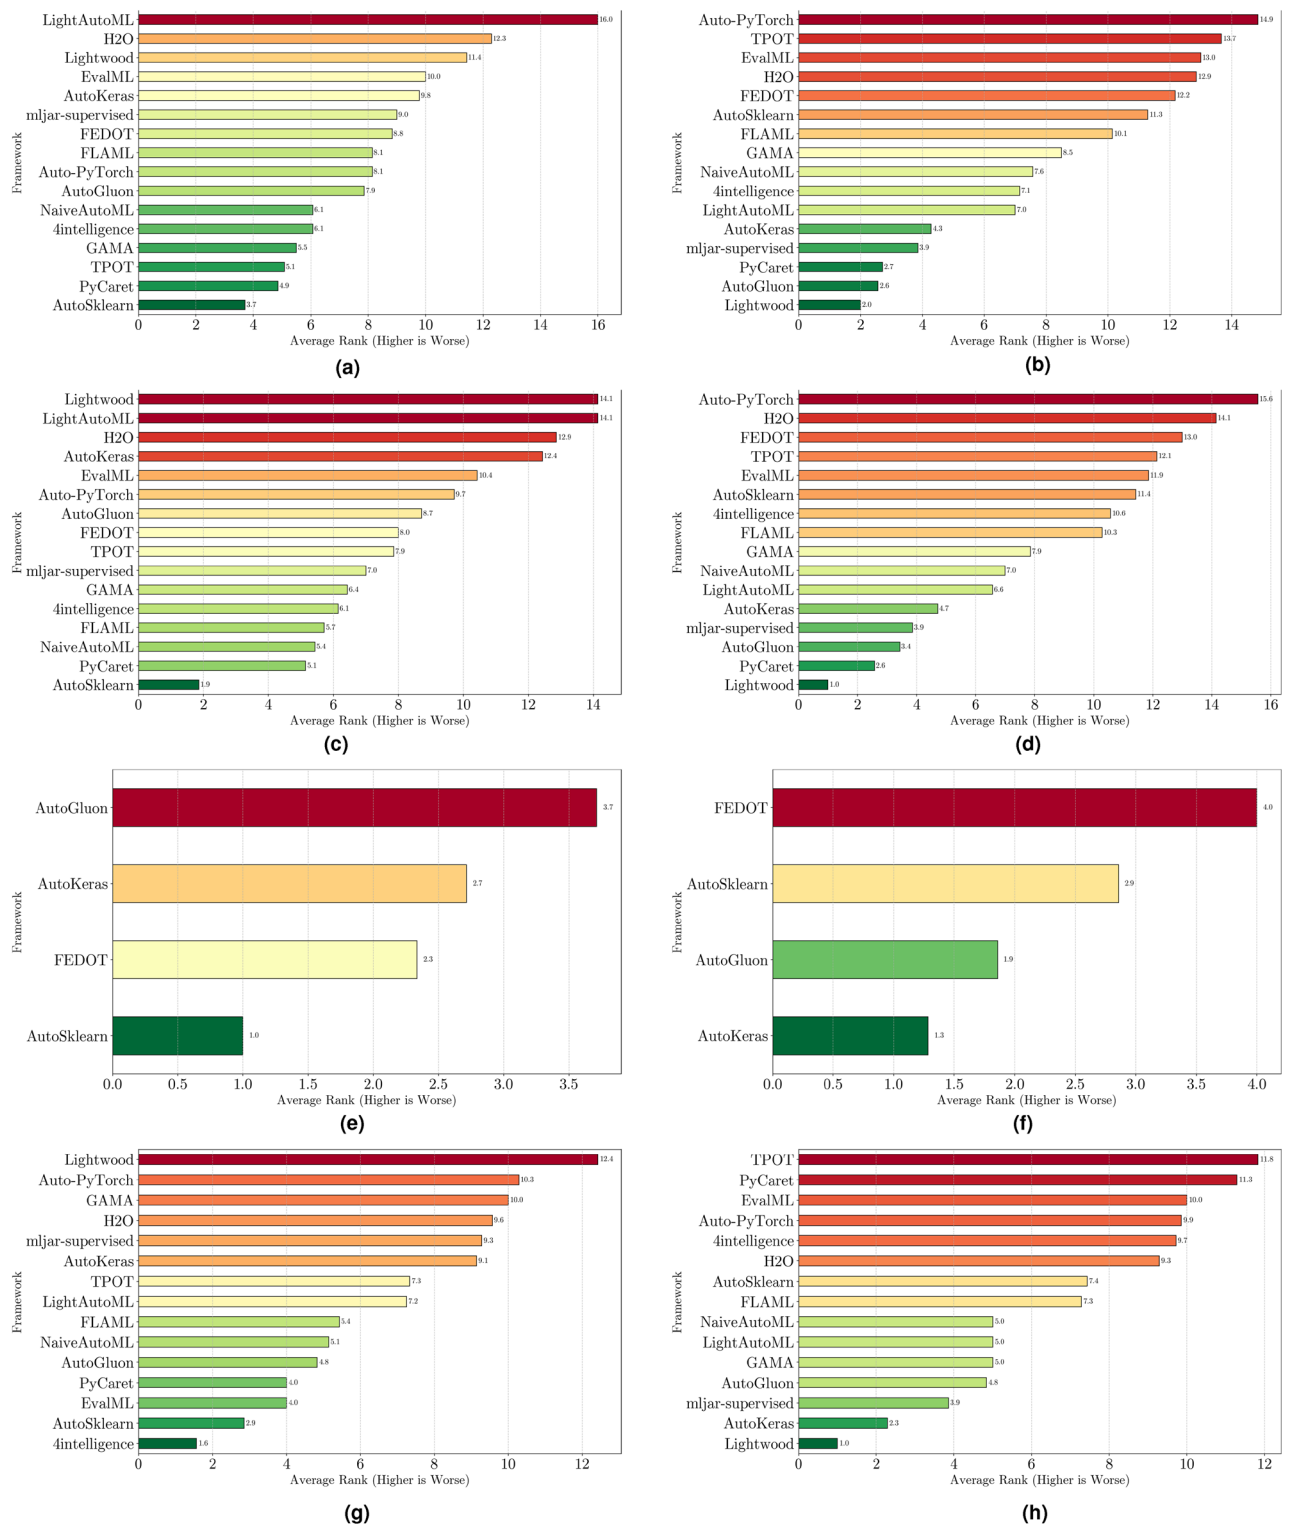 Framework
LightAutoML 16.0
H2O 12.3
Lightwood 11.4
EvalML 10.0
AutoKeras 9.8
mljar-supervised 9.0
FEDOT 8.8
FLAML 8.1
Auto-PyTorch 8.1
AutoGluon 7.9
NaiveAutoML 6.1
4intelligence 6.1
GAMA 5.5
TPOT 5.1
PyCaret 4.9
AutoSklearn 3.7
0 2 4 6 8 10 12 14 16
Average Rank (Higher is Worse)
(a)
Framework
Auto-PyTorch 14.9
TPOT 13.7
EvalML 13.0
H2O 12.9
FEDOT 12.2
AutoSklearn 11.3
FLAML 10.1
GAMA 8.5
NaiveAutoML 7.6
4intelligence 7.1
LightAutoML 7.0
AutoKeras 4.3
mljar-supervised 3.9
PyCaret 2.7
AutoGluon 2.6
Lightwood 2.0
0 2 4 6 8 10 12 14
Average Rank (Higher is Worse)
(b)
Framework
Lightwood 14.1
LightAutoML 14.1
H2O 12.9
AutoKeras 12.4
EvalML 10.4
Auto-PyTorch 9.7
AutoGluon 8.7
FEDOT 8.0
TPOT 7.9
mljar-supervised 7.0
GAMA 6.4
4intelligence 6.1
FLAML 5.7
NaiveAutoML 5.4
PyCaret 5.1
AutoSklearn 1.9
0 2 4 6 8 10 12 14
Average Rank (Higher is Worse)
(c)
Framework
Auto-PyTorch 15.6
H2O 14.1
FEDOT 13.0
TPOT 12.1
EvalML 11.9
AutoSklearn 11.4
4intelligence 10.6
FLAML 10.3
GAMA 7.9
NaiveAutoML 7.0
LightAutoML 6.6
AutoKeras 4.7
mljar-supervised 3.9
AutoGluon 3.4
PyCaret 2.6
Lightwood 1.0
0 2 4 6 8 10 12 14 16
Average Rank (Higher is Worse)
(d)
Framework
AutoGluon 3.7
AutoKeras 2.7
FEDOT 2.3
AutoSklearn 1.0
0.0 0.5 1.0 1.5 2.0 2.5 3.0 3.5
Average Rank (Higher is Worse)
(e)
Framework
FEDOT 4.0
AutoSklearn 2.9
AutoGluon 1.9
AutoKeras 1.3
0.0 0.5 1.0 1.5 2.0 2.5 3.0 3.5 4.0
Average Rank (Higher is Worse)
(f)
Framework
Lightwood 12.4
Auto-PyTorch 10.3
GAMA 10.0
H2O 9.6
mljar-supervised 9.3
AutoKeras 9.1
TPOT 7.3
LightAutoML 7.2
FLAML 5.4
NaiveAutoML 5.1
AutoGluon 4.8
PyCaret 4.0
EvalML 4.0
AutoSklearn 2.9
4intelligence 1.6
0 2 4 6 8 10 12
Average Rank (Higher is Worse)
(g)
Framework
TPOT 11.8
PyCaret 11.3
EvalML 10.0
Auto-PyTorch 9.9
4intelligence 9.7
H2O 9.3
AutoSklearn 7.4
FLAML 7.3
NaiveAutoML 5.0
LightAutoML 5.0
GAMA 5.0
AutoGluon 4.8
mljar-supervised 3.9
AutoKeras 2.3
Lightwood 1.0
0 2 4 6 8 10 12
Average Rank (Higher is Worse)
(h)